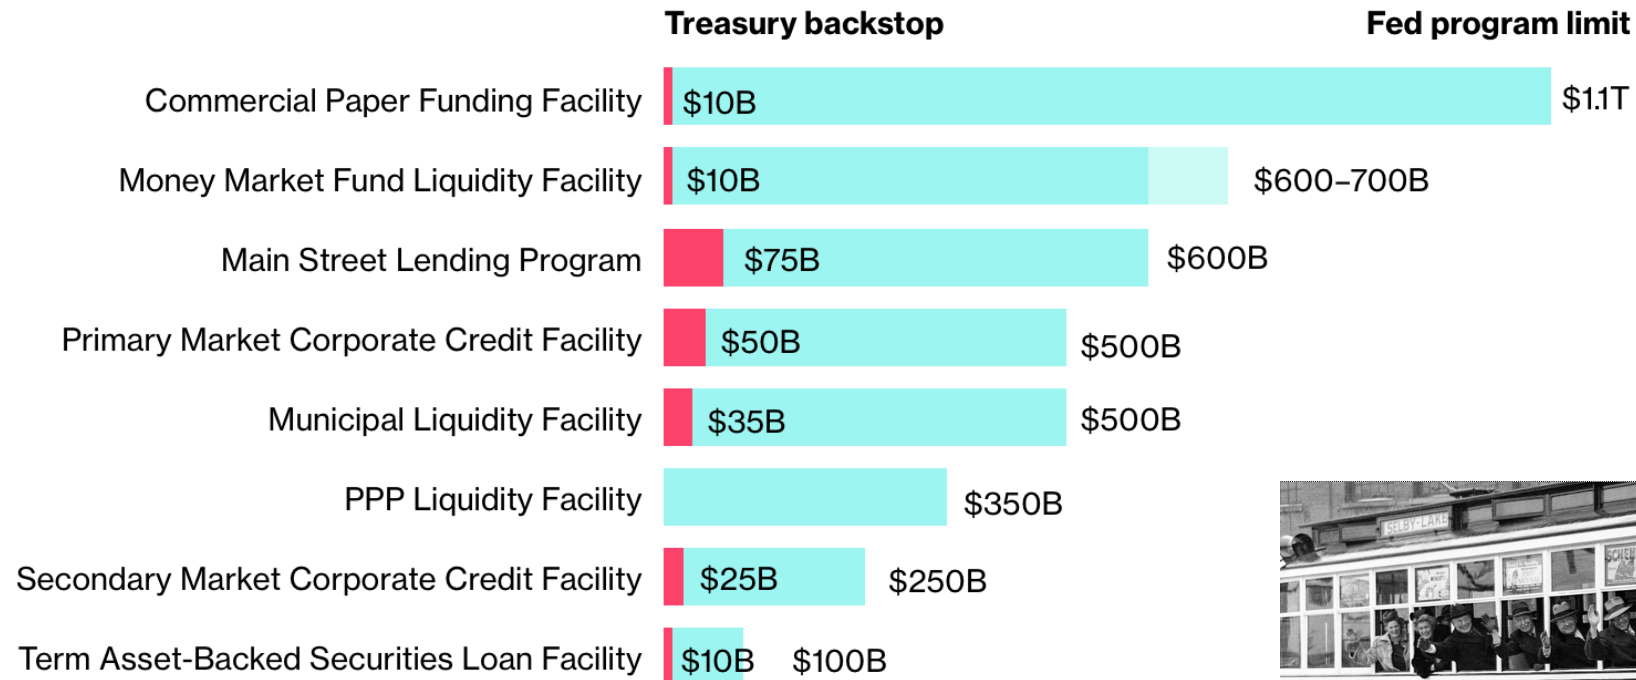 Treasury backstop Fed program limit
Commercial Paper Funding Facility $10B $1.1T
Money Market Fund Liquidity Facility $10B $600–700B
Main Street Lending Program $75B $600B
Primary Market Corporate Credit Facility $50B $500B
Municipal Liquidity Facility $35B $500B
PPP Liquidity Facility $350B
Secondary Market Corporate Credit Facility $25B $250B
Term Asset-Backed Securities Loan Facility $10B $100B
SELBY-LAKE